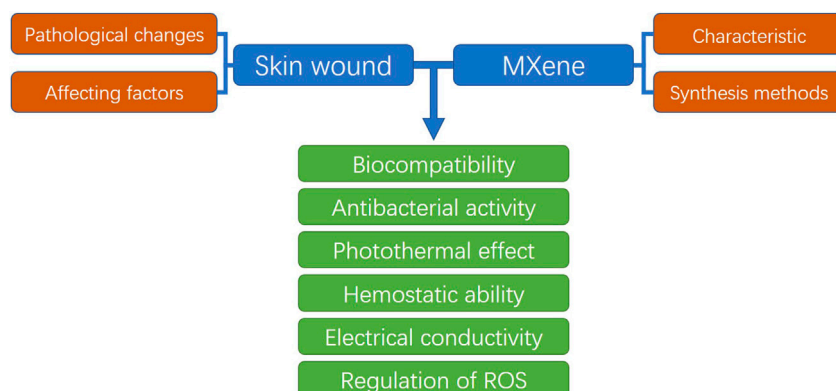 Pathological changes
Affecting factors
Skin wound
MXene
Characteristic
Synthesis methods
Biocompatibility
Antibacterial activity
Photothermal effect
Hemostatic ability
Electrical conductivity
Regulation of ROS